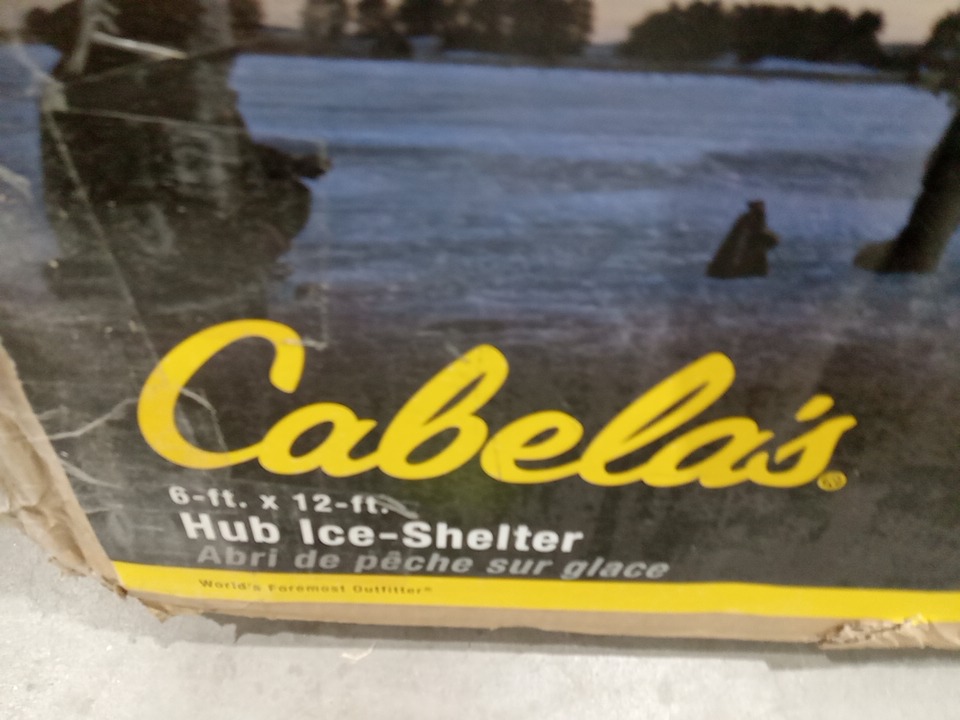 Cabela's®
6-ft. x 12-ft.
Hub Ice-Shelter
Abri de pêche sur glace
World's Foremost Outfitter®